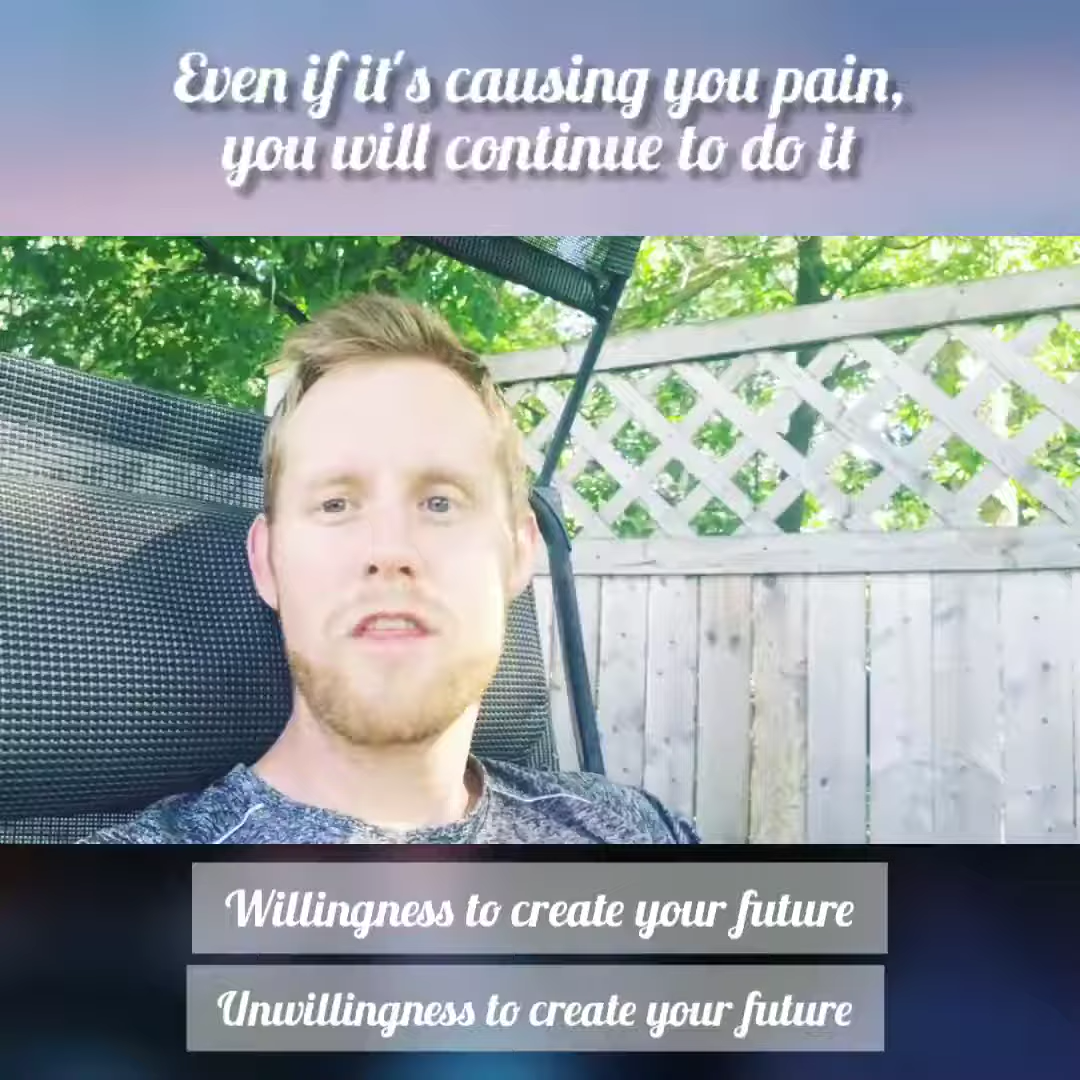 Even if it's causing you pain,
you will continue to do it
Willingness to create your future
Unwillingness to create your future